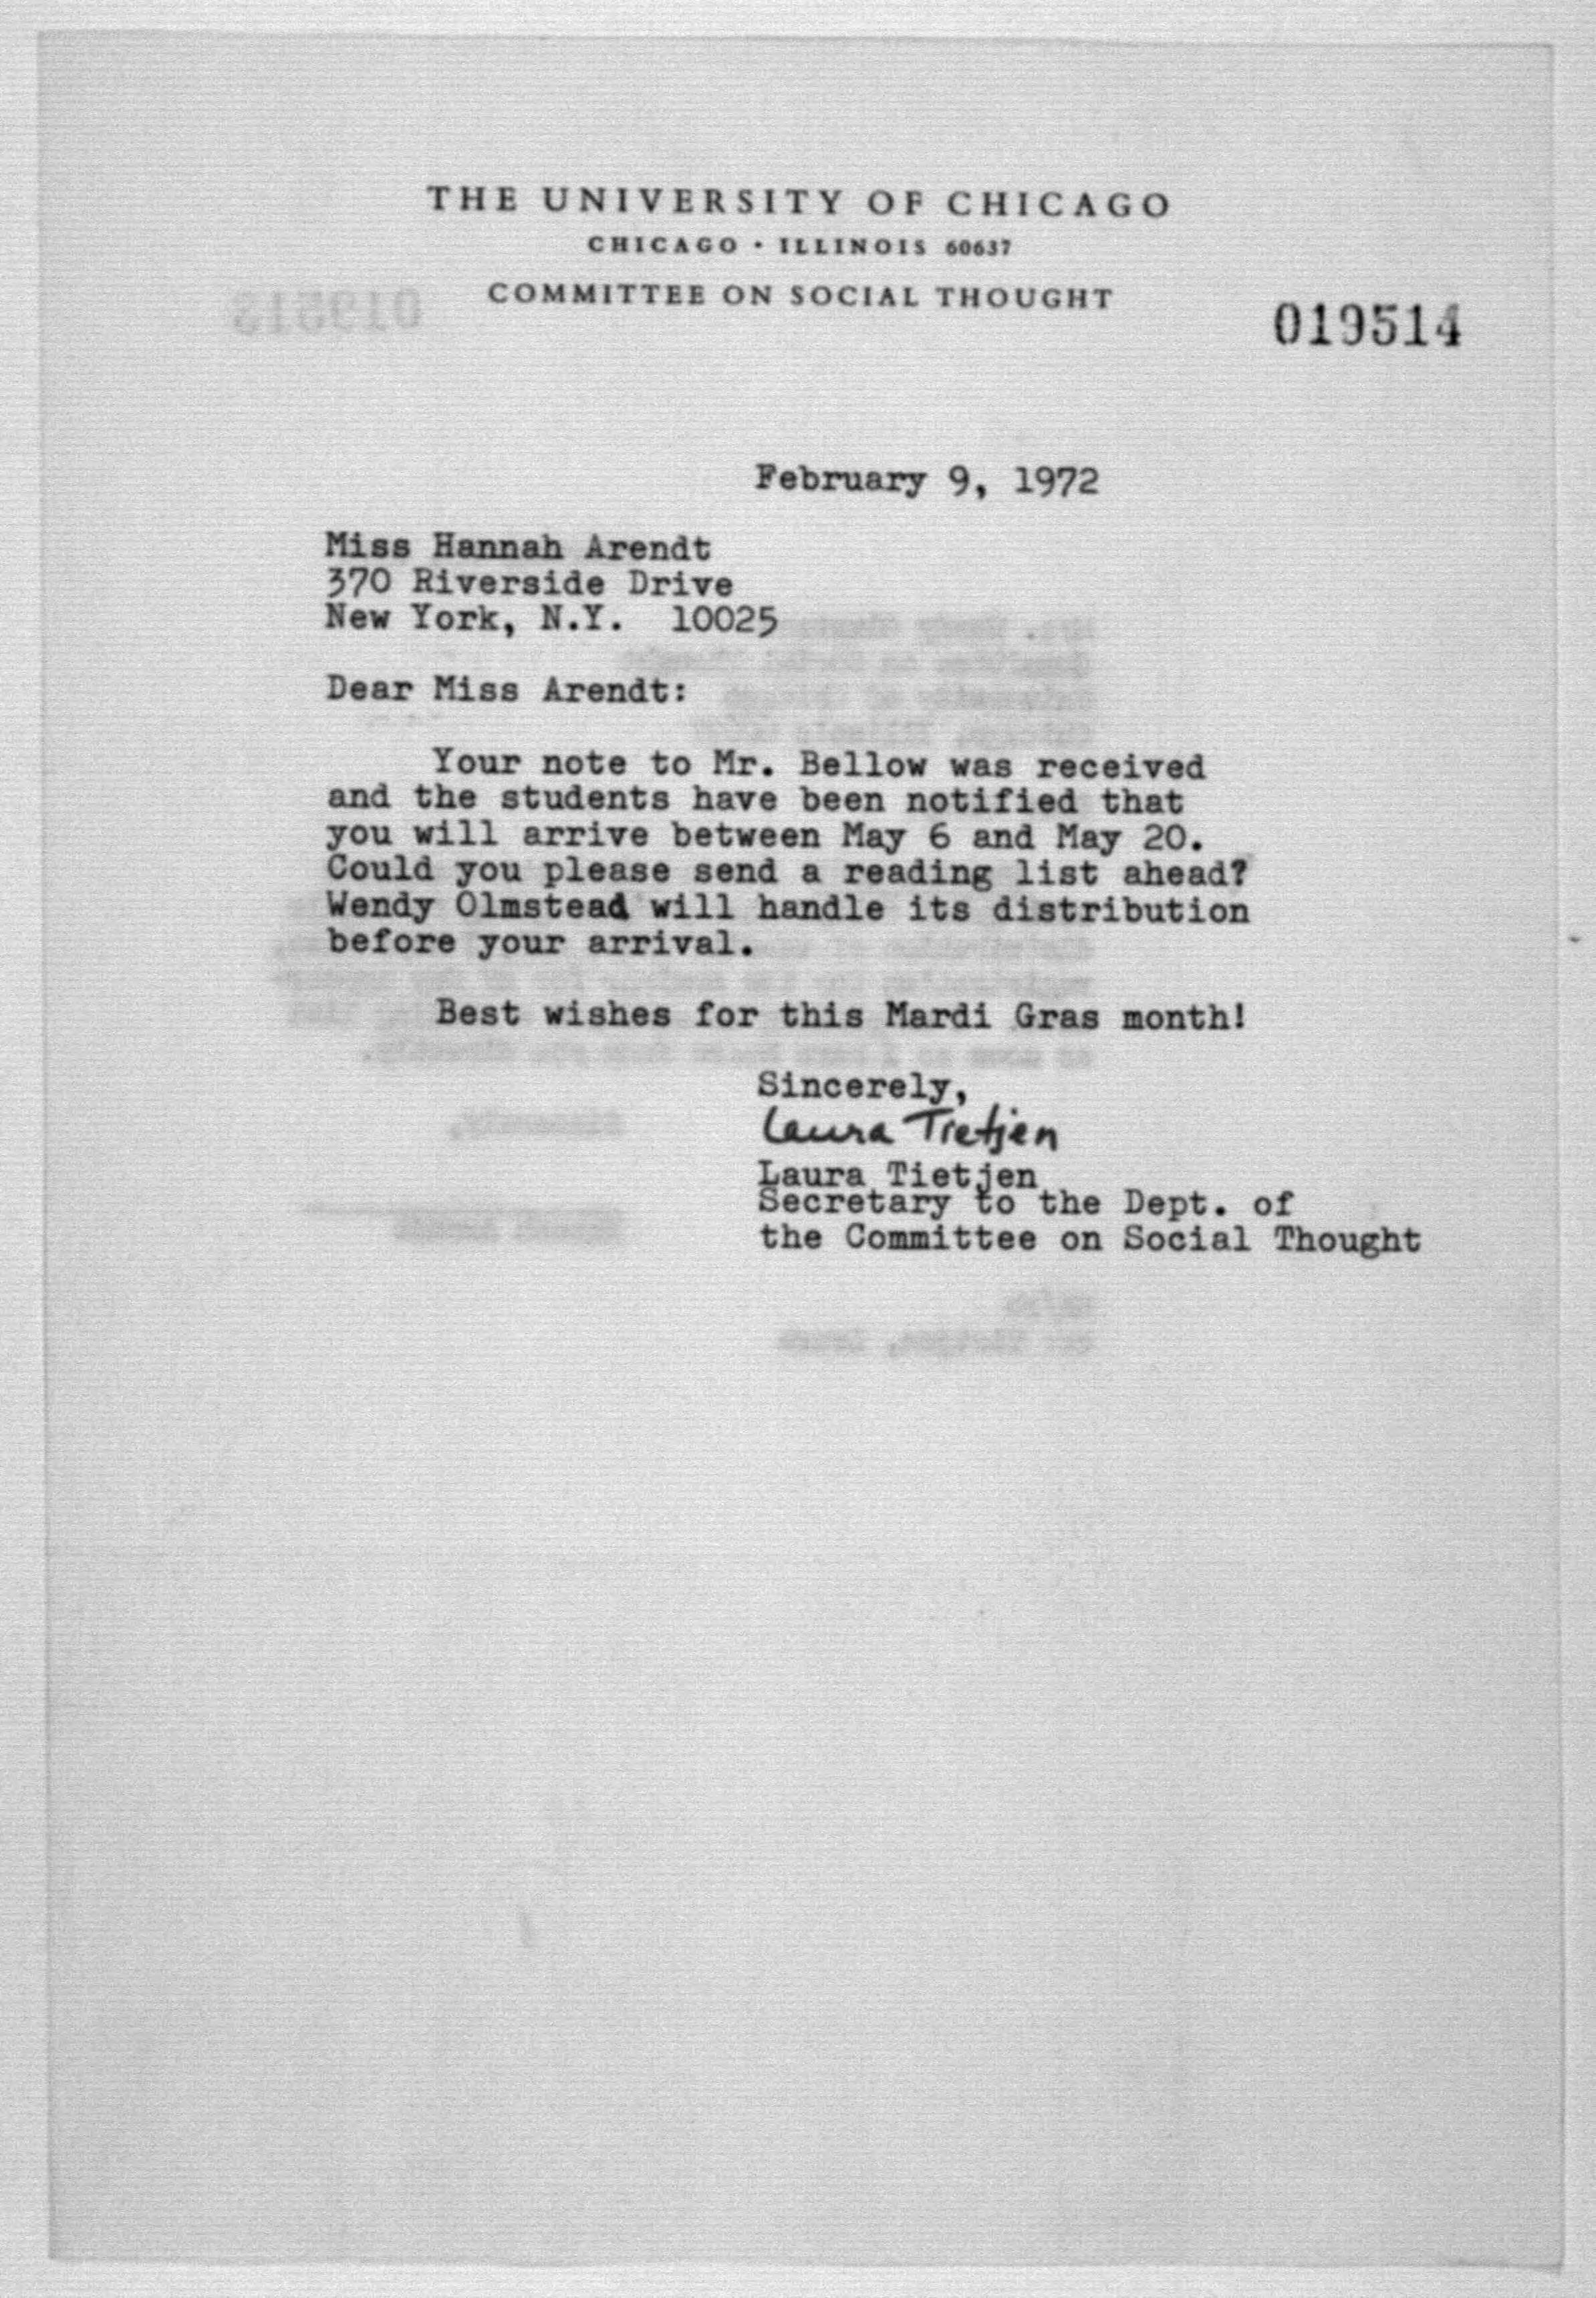 THE UNIVERSITY OF CHICAGO
CHICAGO • ILLINOIS 60637
COMMITTEE ON SOCIAL THOUGHT
019513
019514
February 9, 1972
Miss Hannah Arendt
370 Riverside Drive
New York, N.Y. 10025
Dear Miss Arendt:
Your note to Mr. Bellow was received
and the students have been notified that
you will arrive between May 6 and May 20.
Could you please send a reading list ahead?
Wendy Olmstead will handle its distribution
before your arrival.
Best wishes for this Mardi Gras month!
Sincerely,
Laura Tietjen
Laura Tietjen
Secretary to the Dept. of
the Committee on Social Thought